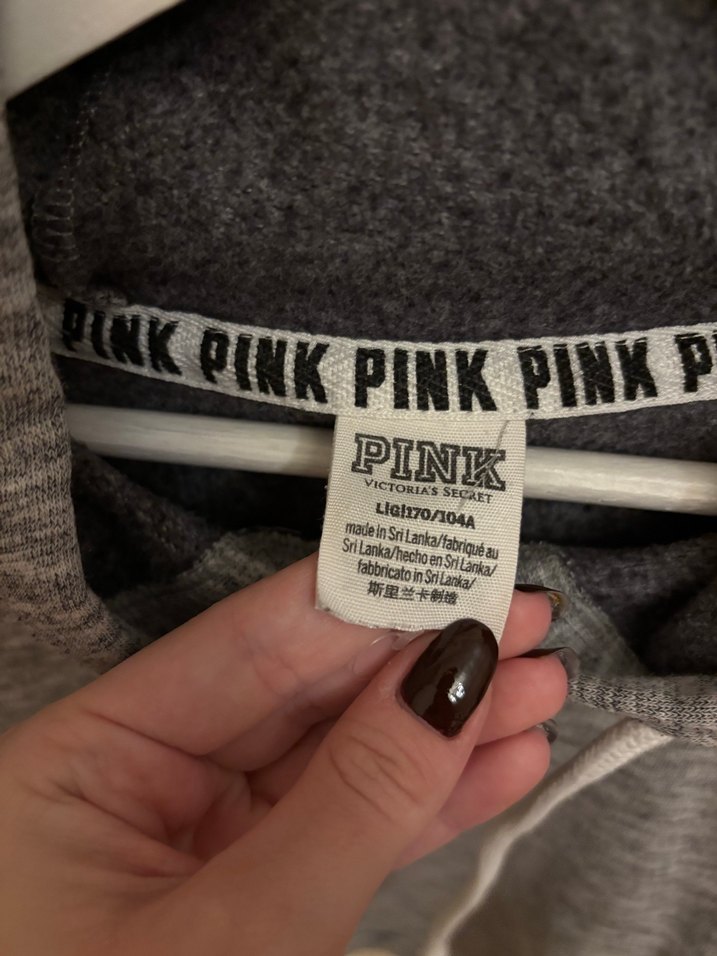 PINK PINK PINK PINK P
PINK
VICTORIA'S SECRET
L|G|170/104A
made in Sri Lanka/fabriqué au
Sri Lanka/hecho en Sri Lanka/
fabbricato in Sri Lanka/
斯里兰卡制造